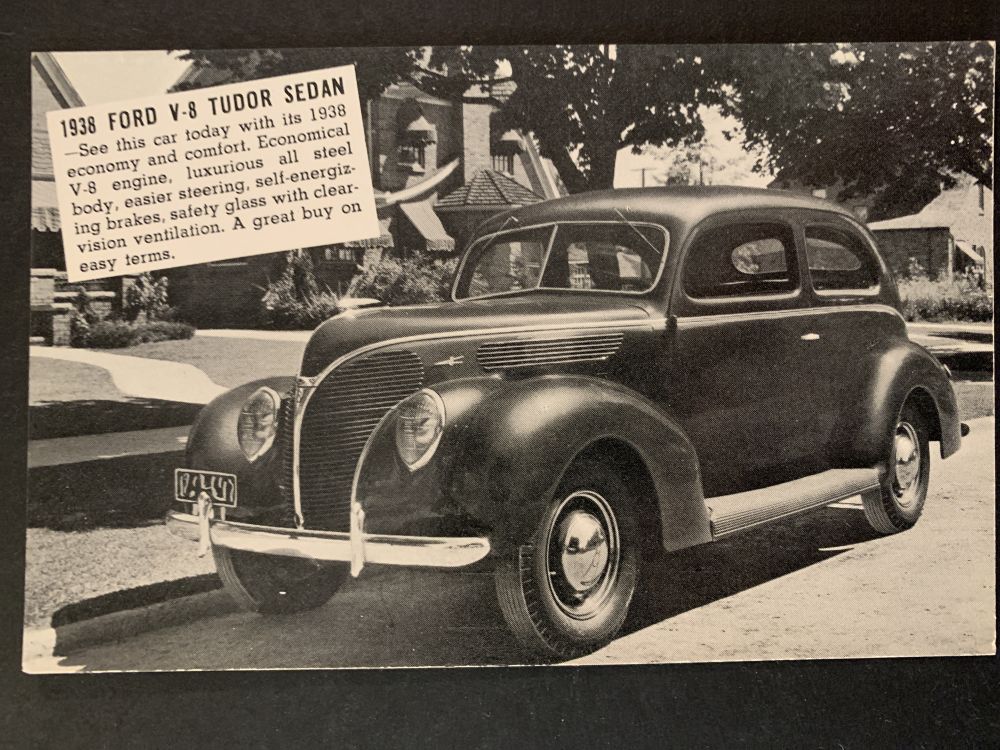 1938 FORD V-8 TUDOR SEDAN
—See this car today with its 1938
economy and comfort. Economical
V-8 engine, luxurious all steel
body, easier steering, self-energiz-
ing brakes, safety glass with clear-
vision ventilation. A great buy on
easy terms.